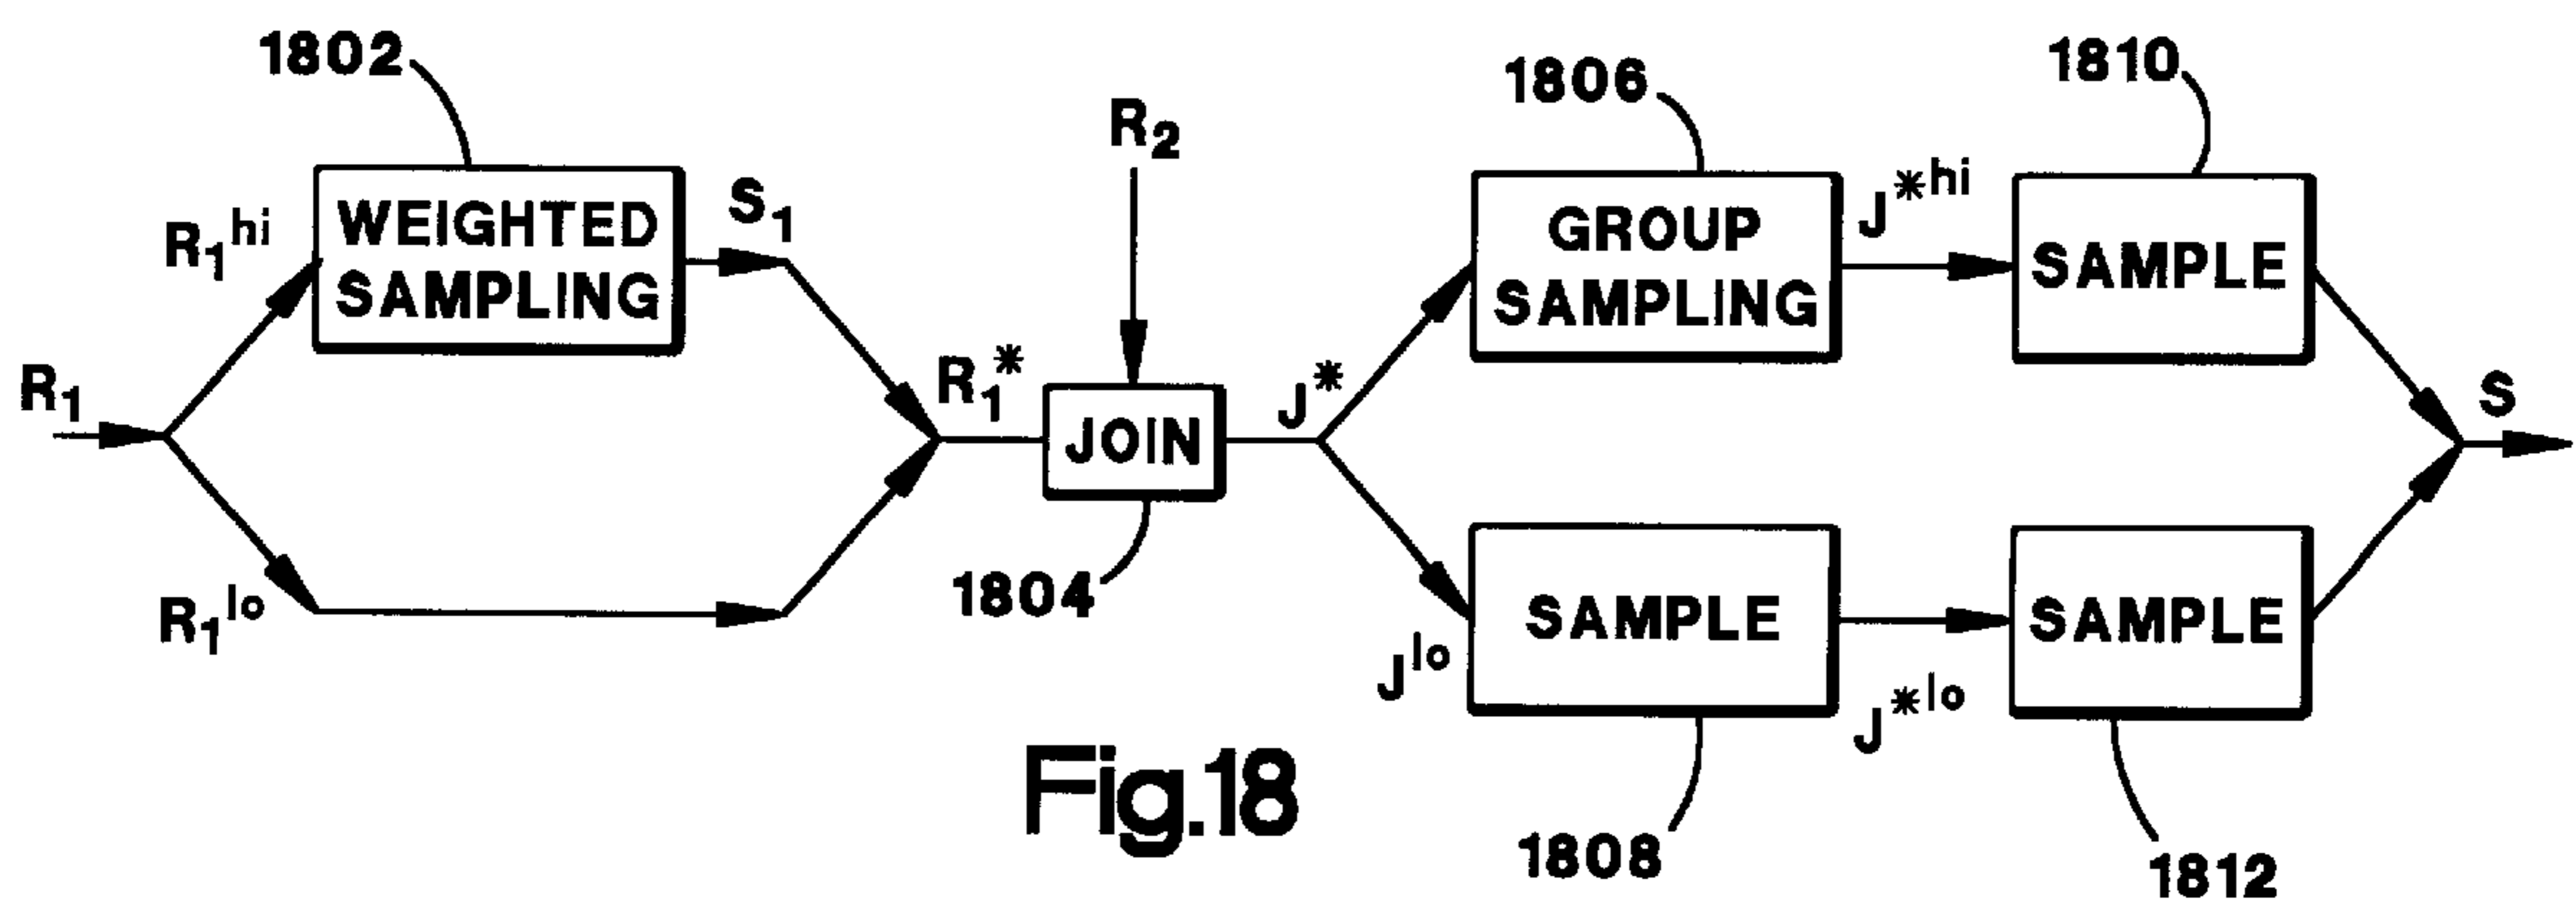 1802
1806
1810
R₂
R₁ʰⁱ
WEIGHTED
SAMPLING
S₁
GROUP
SAMPLING
J*ʰⁱ
SAMPLE
R₁
R₁*
JOIN
J*
S
R₁ˡᵒ
1804
Jˡᵒ
SAMPLE
J*ˡᵒ
SAMPLE
Fig.18
1808
1812